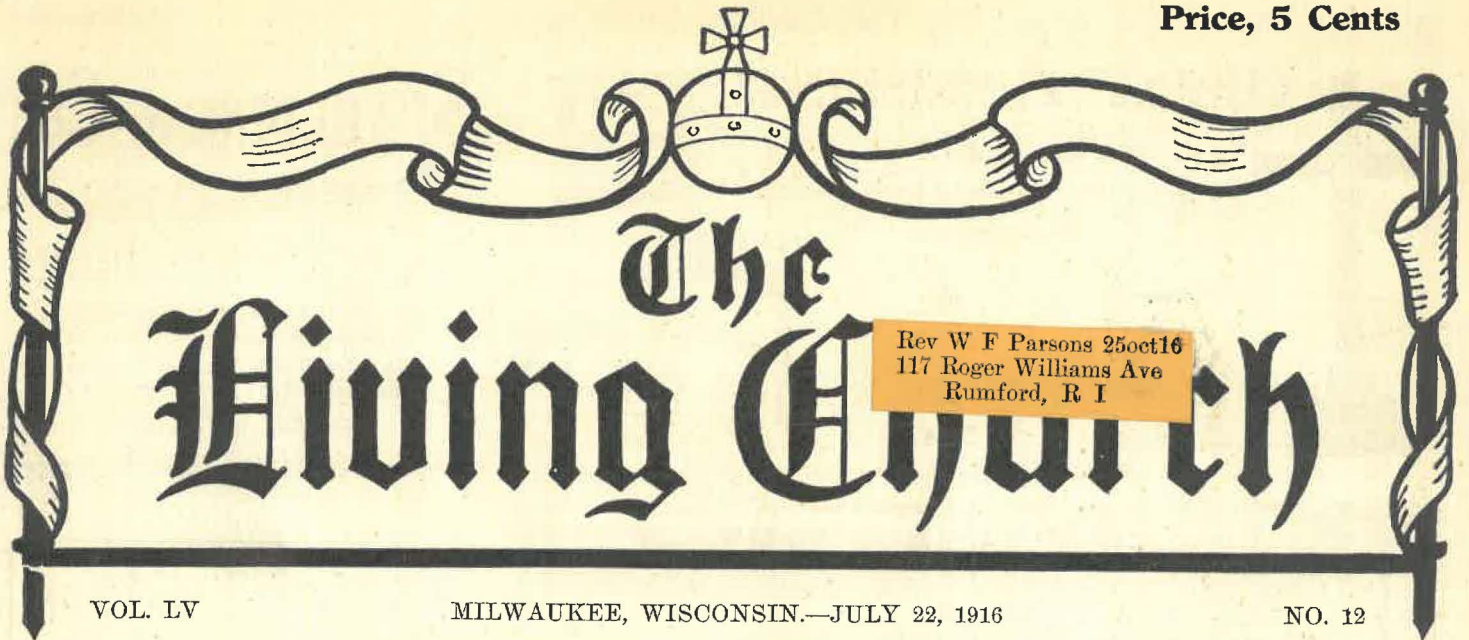 Price, 5 Cents
The
Living Church
Rev W F Parsons 25oct16
117 Roger Williams Ave
Rumford, R I
VOL. LV
MILWAUKEE, WISCONSIN.—JULY 22, 1916
NO. 12